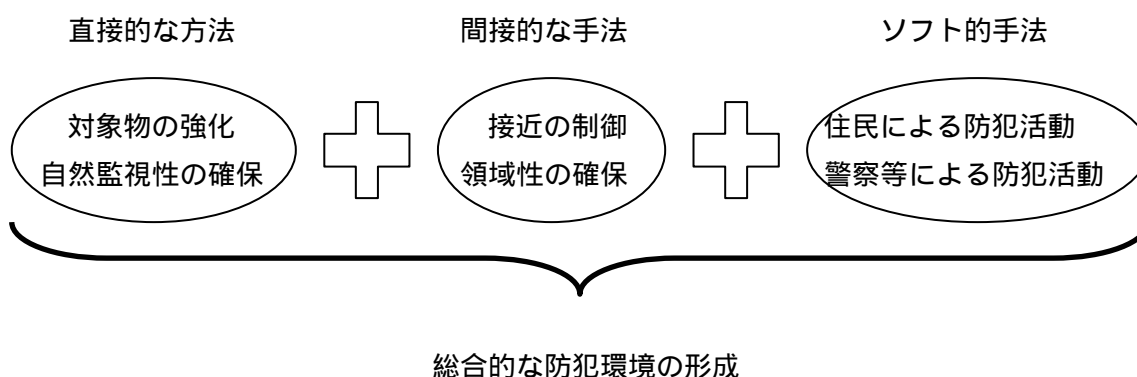 直接的な方法
間接的な手法
ソフト的手法
対象物の強化
自然監視性の確保
接近の制御
領域性の確保
住民による防犯活動
警察等による防犯活動
総合的な防犯環境の形成